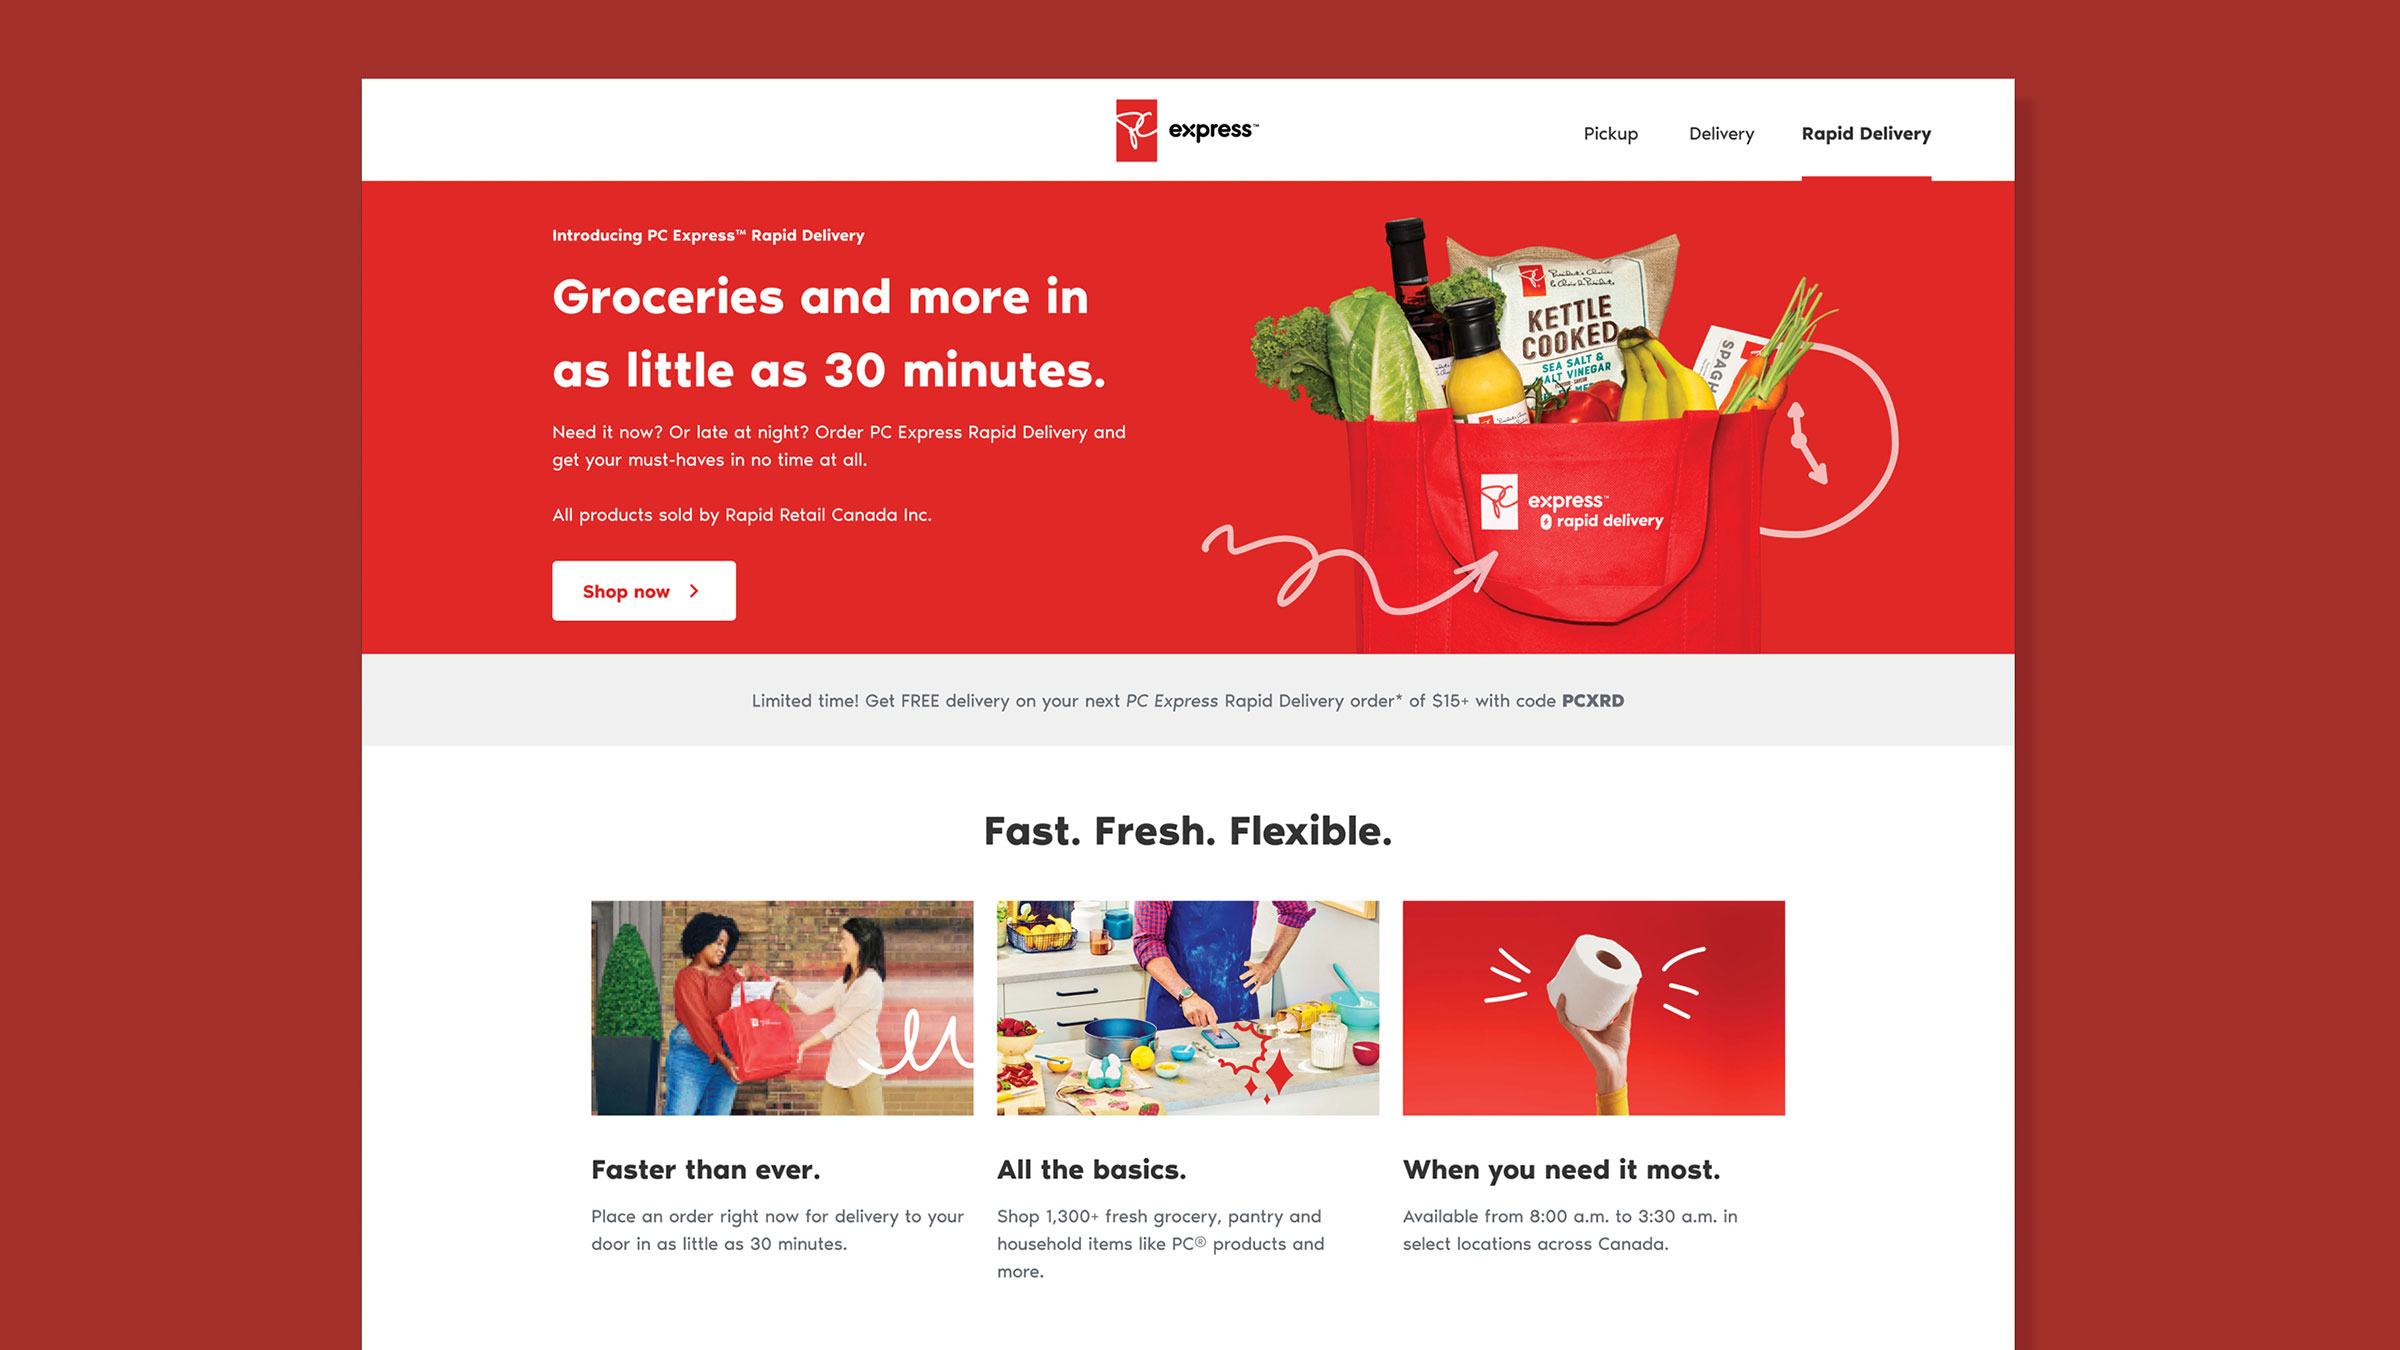 express™
Pickup
Delivery
Rapid Delivery
Introducing PC Express™ Rapid Delivery
Groceries and more in
as little as 30 minutes.
Need it now? Or late at night? Order PC Express Rapid Delivery and
get your must-haves in no time at all.
All products sold by Rapid Retail Canada Inc.
Shop now
President's Choice
le Choix du Président
KETTLE
COOKED
SEA SALT &
MALT VINEGAR
SPAGH
express™
rapid delivery
Limited time! Get FREE delivery on your next PC Express Rapid Delivery order* of $15+ with code PCXRD
Fast. Fresh. Flexible.
Faster than ever.
Place an order right now for delivery to your
door in as little as 30 minutes.
All the basics.
Shop 1,300+ fresh grocery, pantry and
household items like PC® products and
more.
When you need it most.
Available from 8:00 a.m. to 3:30 a.m. in
select locations across Canada.